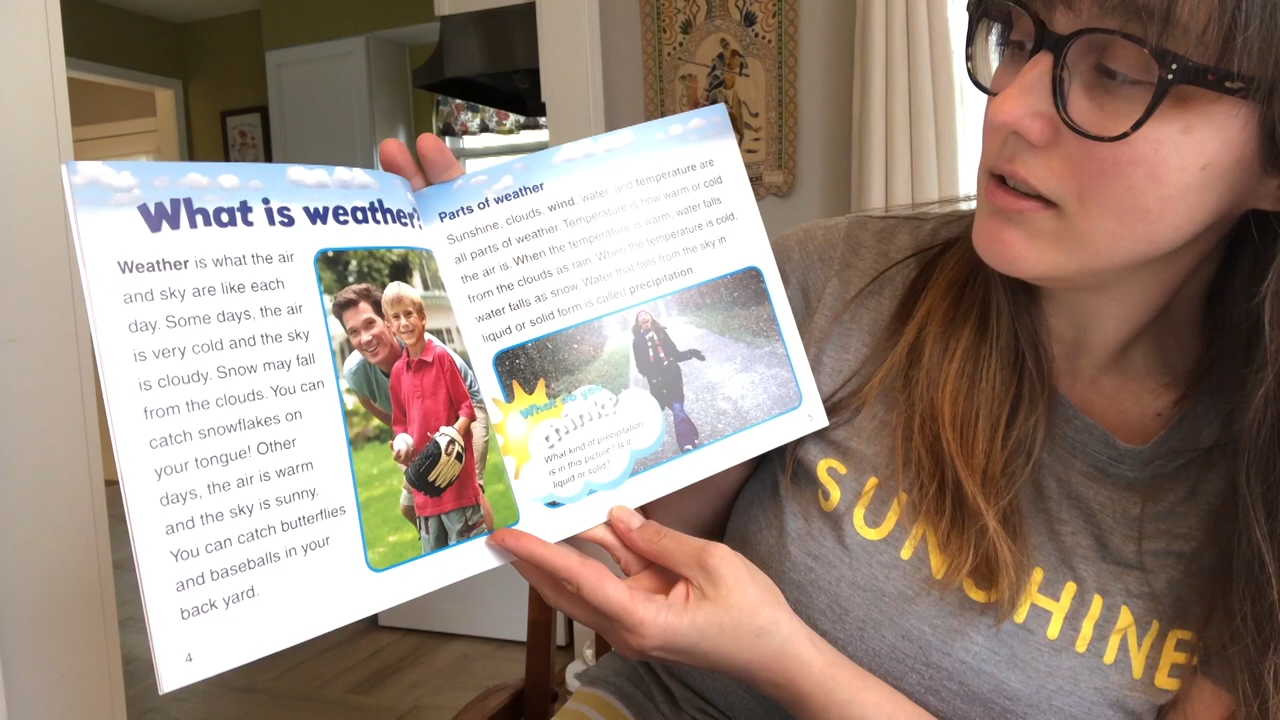 What is weather?
Weather is what the air
and sky are like each
day. Some days, the air
is very cold and the sky
is cloudy. Snow may fall
from the clouds. You can
catch snowflakes on
your tongue! Other
days, the air is warm
and the sky is sunny.
You can catch butterflies
and baseballs in your
back yard.
4
Parts of weather
Sunshine, clouds, wind, water, and temperature are
all parts of weather. Temperature is how warm or cold
the air is. When the temperature is warm, water falls
from the clouds as rain. When the temperature is cold,
water falls as snow. Water that falls from the sky in
liquid or solid form is called precipitation.
What do you
think?
What kind of precipitation
is in this picture? Is it
liquid or solid?
5
SUNSHINE